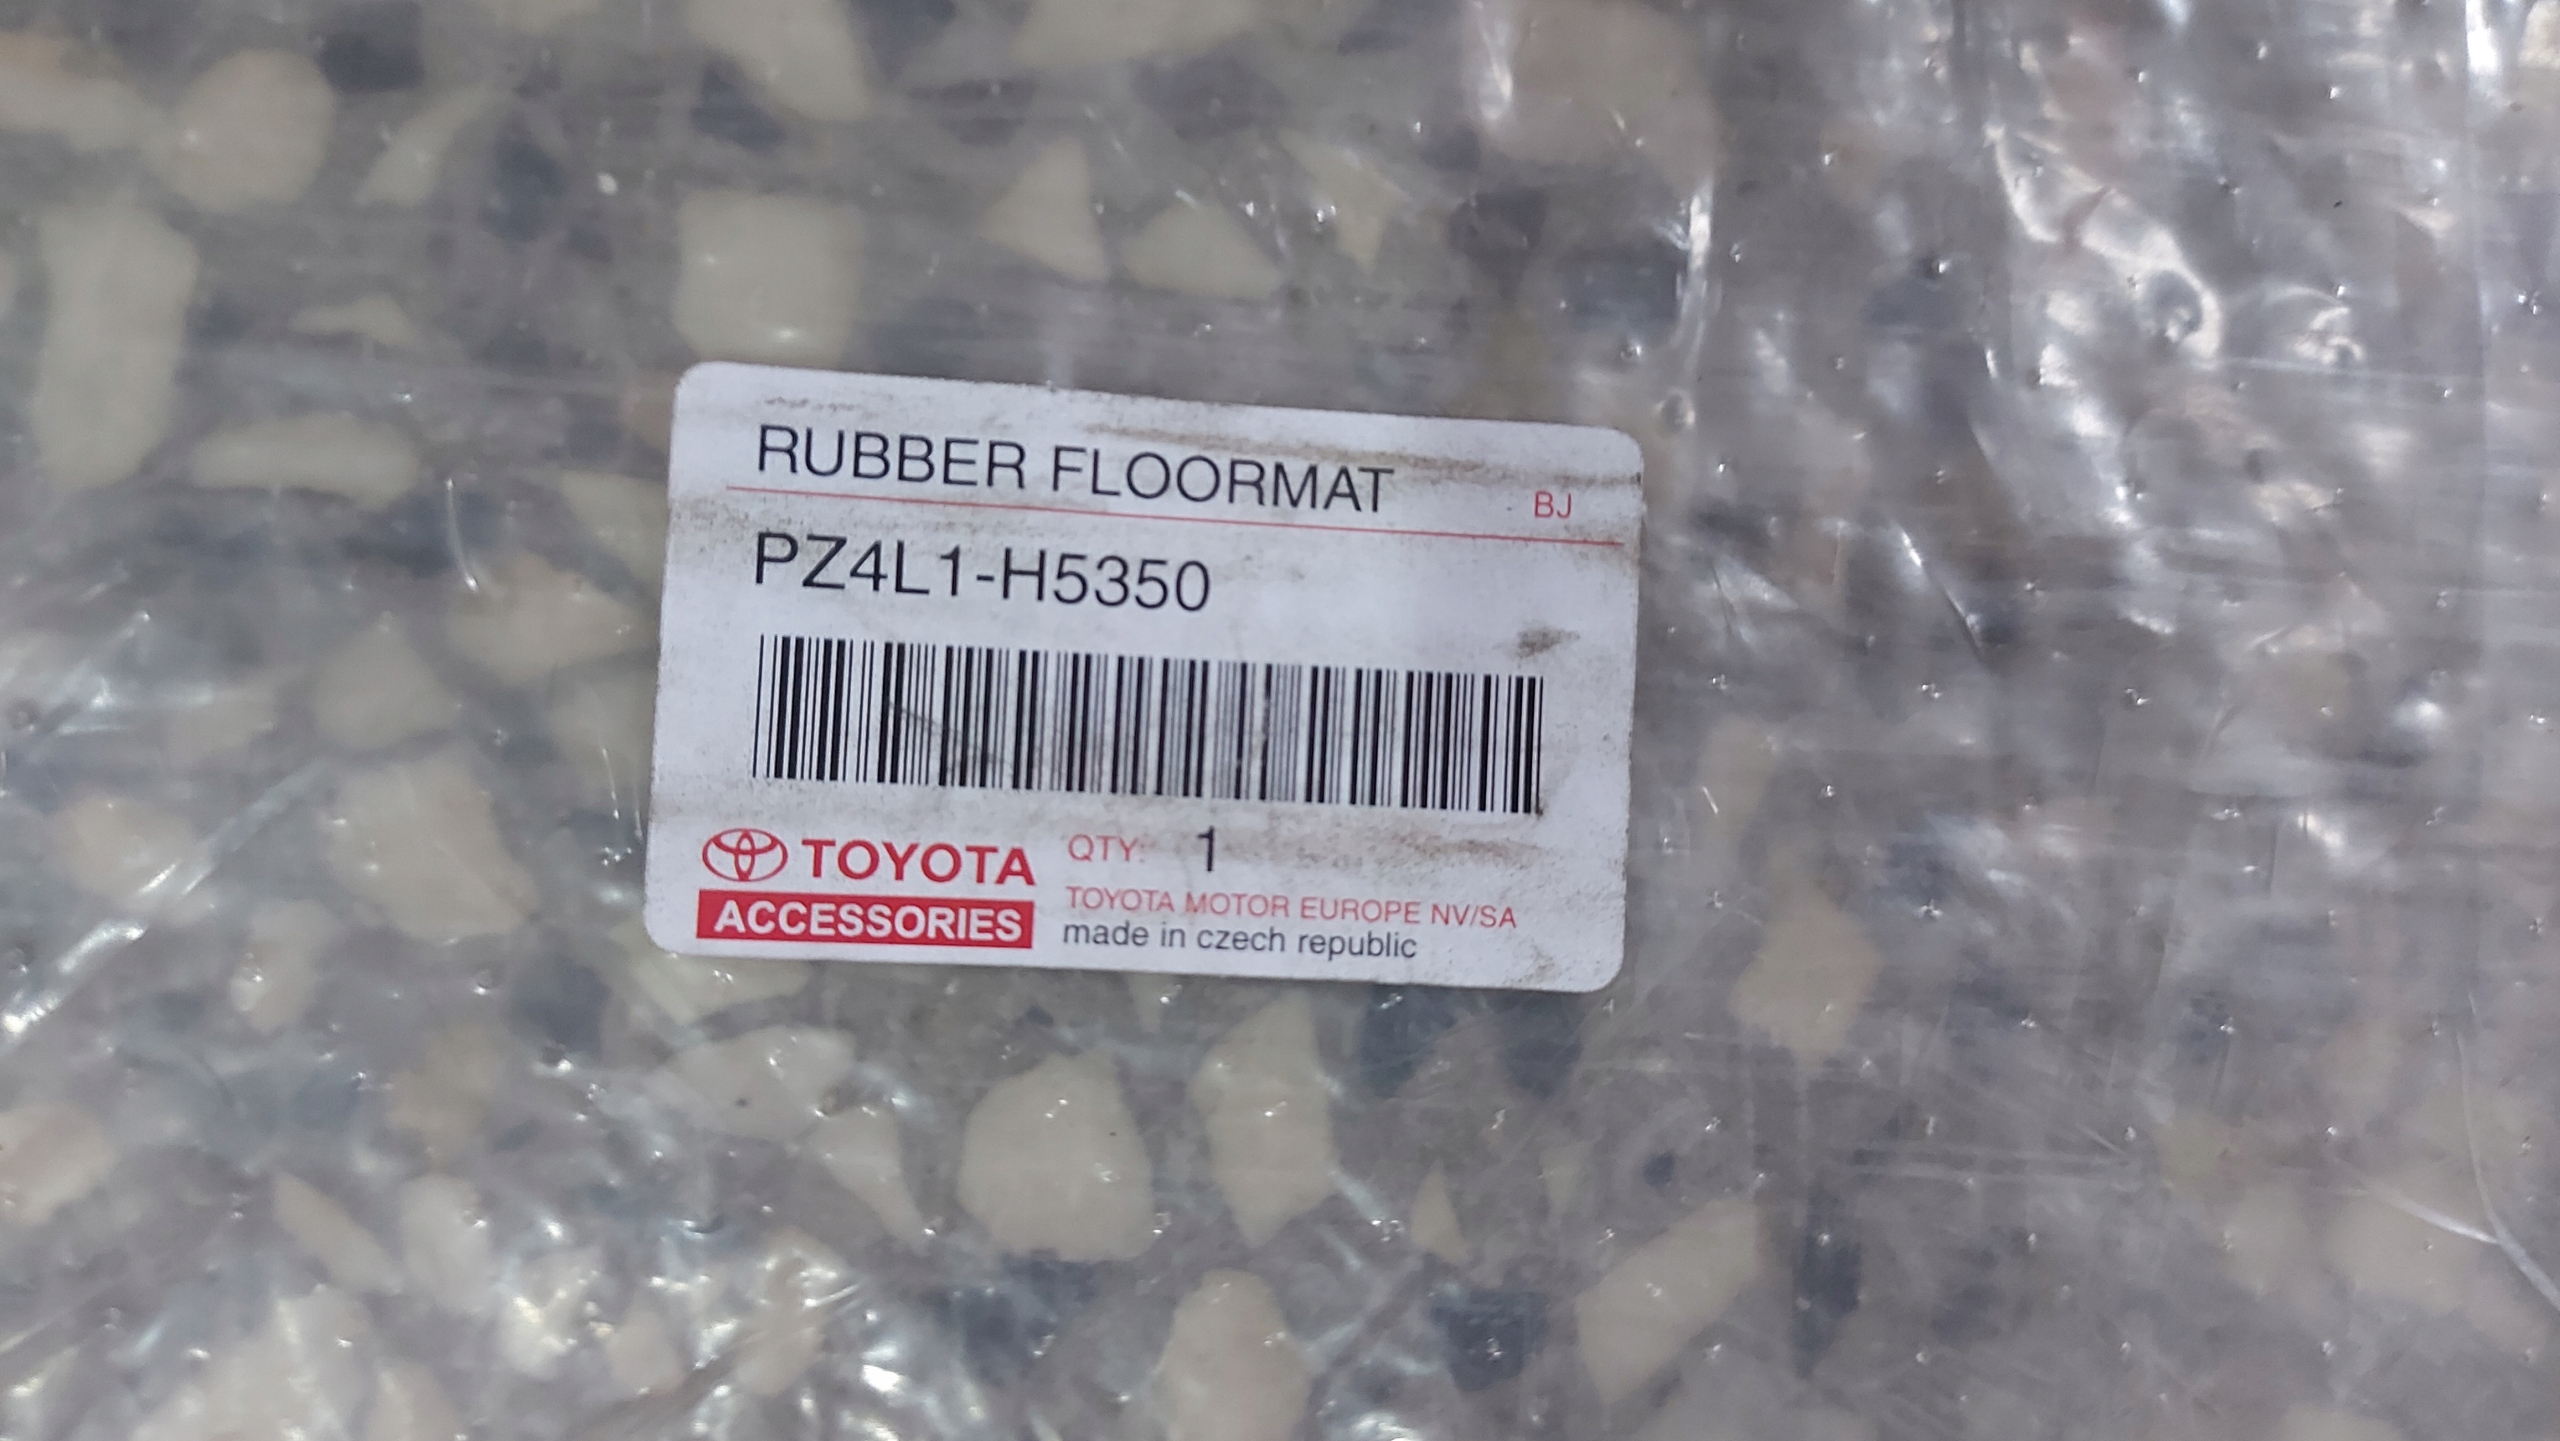 RUBBER FLOORMAT BJ
PZ4L1-H5350
TOYOTA QTY: 1
ACCESSORIES TOYOTA MOTOR EUROPE NV/SA
made in czech republic